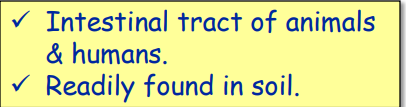 ✓ Intestinal tract of animals
& humans.
✓ Readily found in soil.